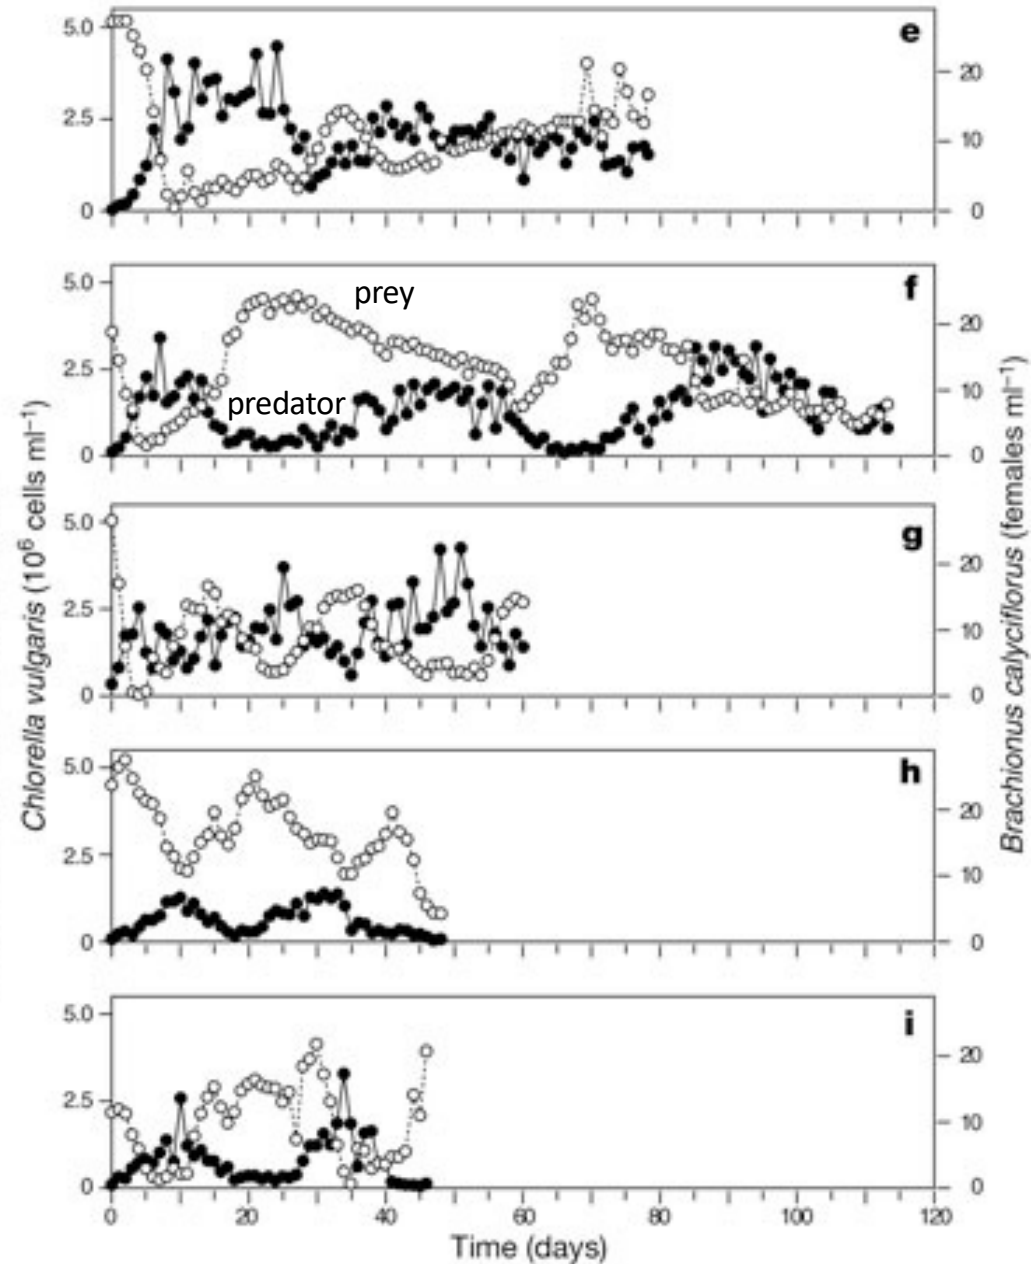 5.0
2.5
0
20
10
0
e
5.0
2.5
0
20
10
0
f
prey
predator
5.0
2.5
0
20
10
0
g
5.0
2.5
0
20
10
0
h
5.0
2.5
0
20
10
0
i
0 20 40 60 80 100 120
Time (days)
Chlorella vulgaris (10⁶ cells ml⁻¹)
Brachionus calyciflorus (females ml⁻¹)